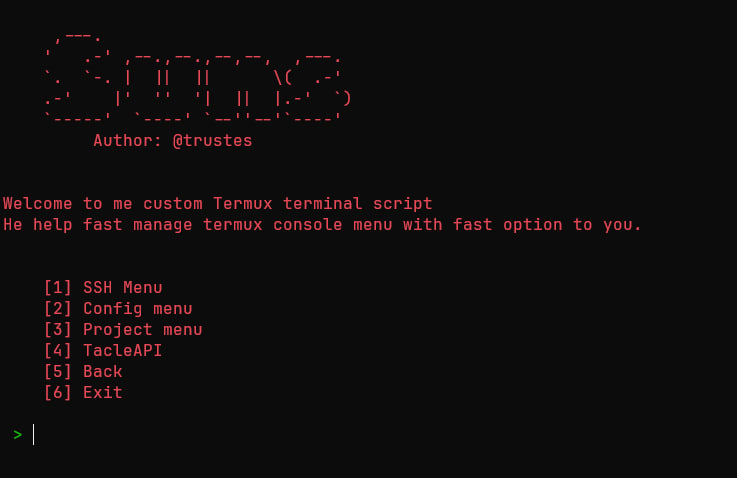 Suns
Author: @trustes
Welcome to me custom Termux terminal script
He help fast manage termux console menu with fast option to you.
[1] SSH Menu
[2] Config menu
[3] Project menu
[4] TacleAPI
[5] Back
[6] Exit
>